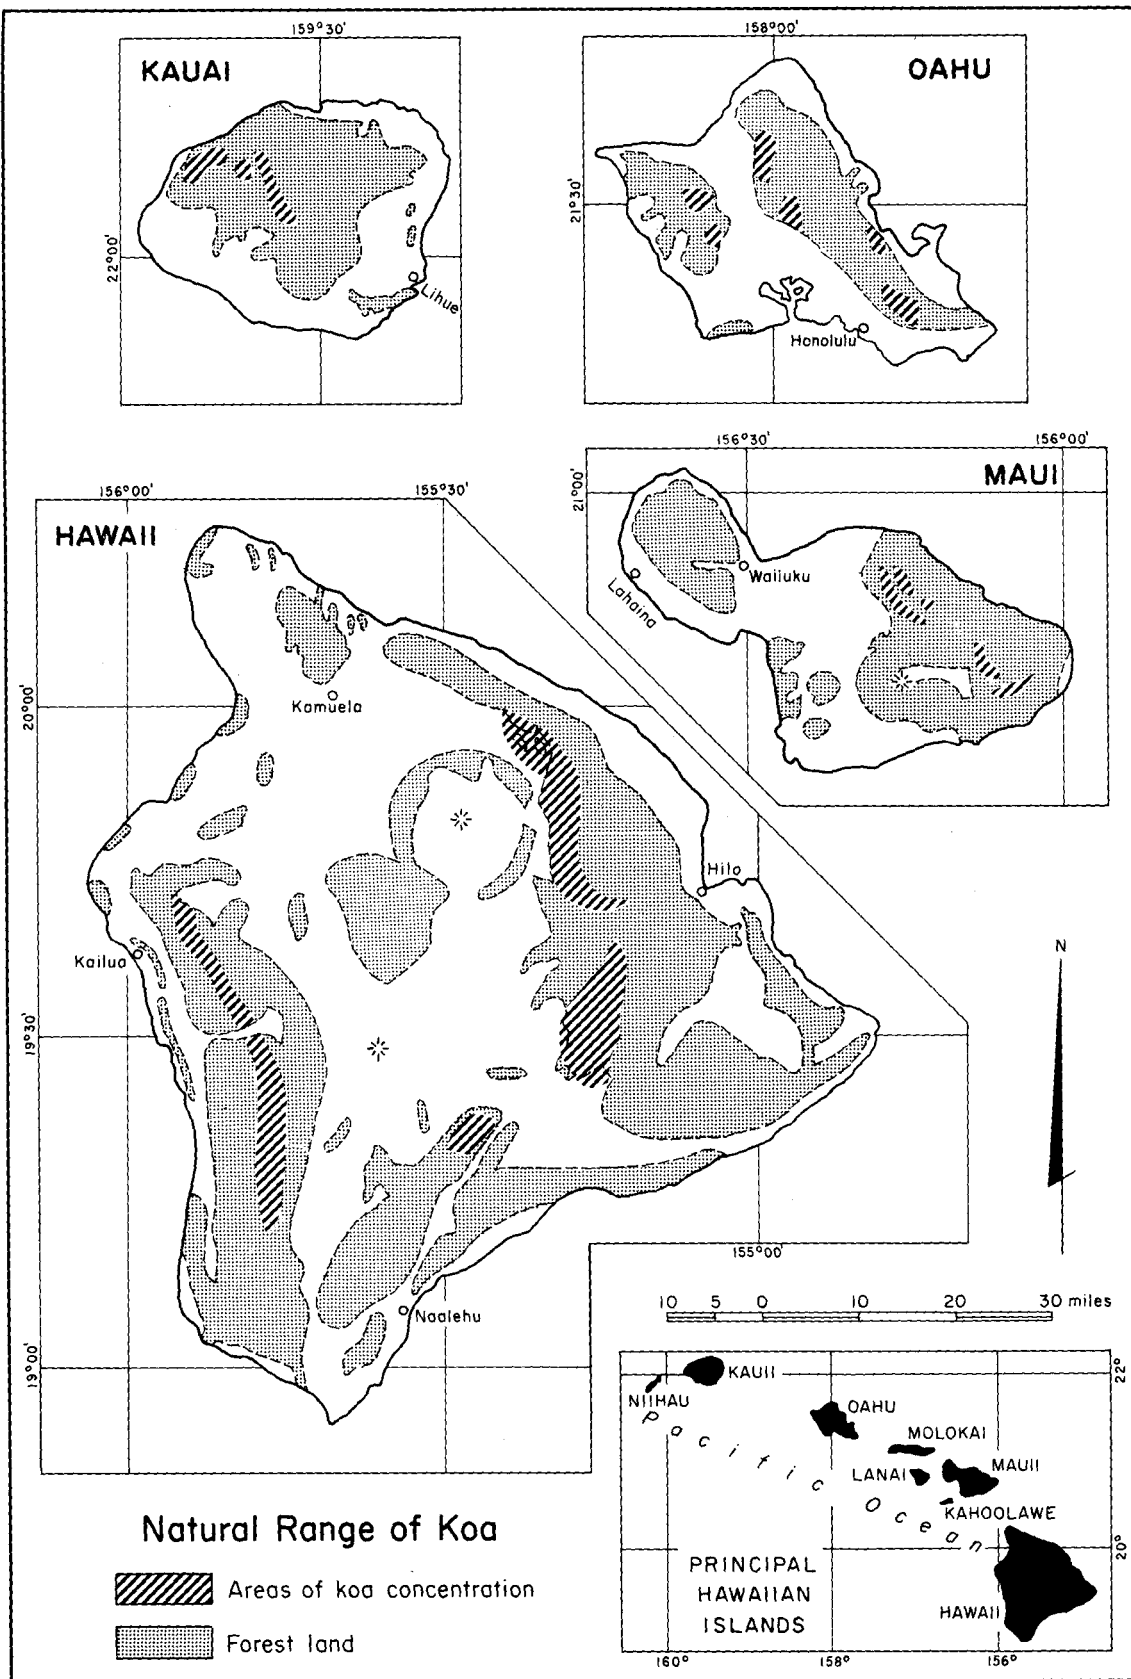 159°30'
KAUAI
22°00'
Lihue
158°00'
OAHU
21°30'
Honolulu
156°30'
156°00'
MAUI
21°00'
Wailuku
Lahaina
156°00'
155°30'
HAWAII
Kamuela
20°00'
Hilo
Kailua
19°30'
N
155°00'
Naalehu
19°00'
10 5 0 10 20 30 miles
22°
KAUII
NIIHAU
OAHU
MOLOKAI
LANAI
MAUII
KAHOOLAWE
Pacific Ocean
20°
PRINCIPAL
HAWAIIAN
ISLANDS
HAWAII
160° 158° 156°
Natural Range of Koa
Areas of koa concentration
Forest land